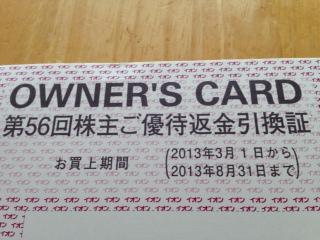 OWNER'S CARD
第56回株主ご優待返金引換証
お買上期間 (2013年3月1日から
2013年8月31日まで)